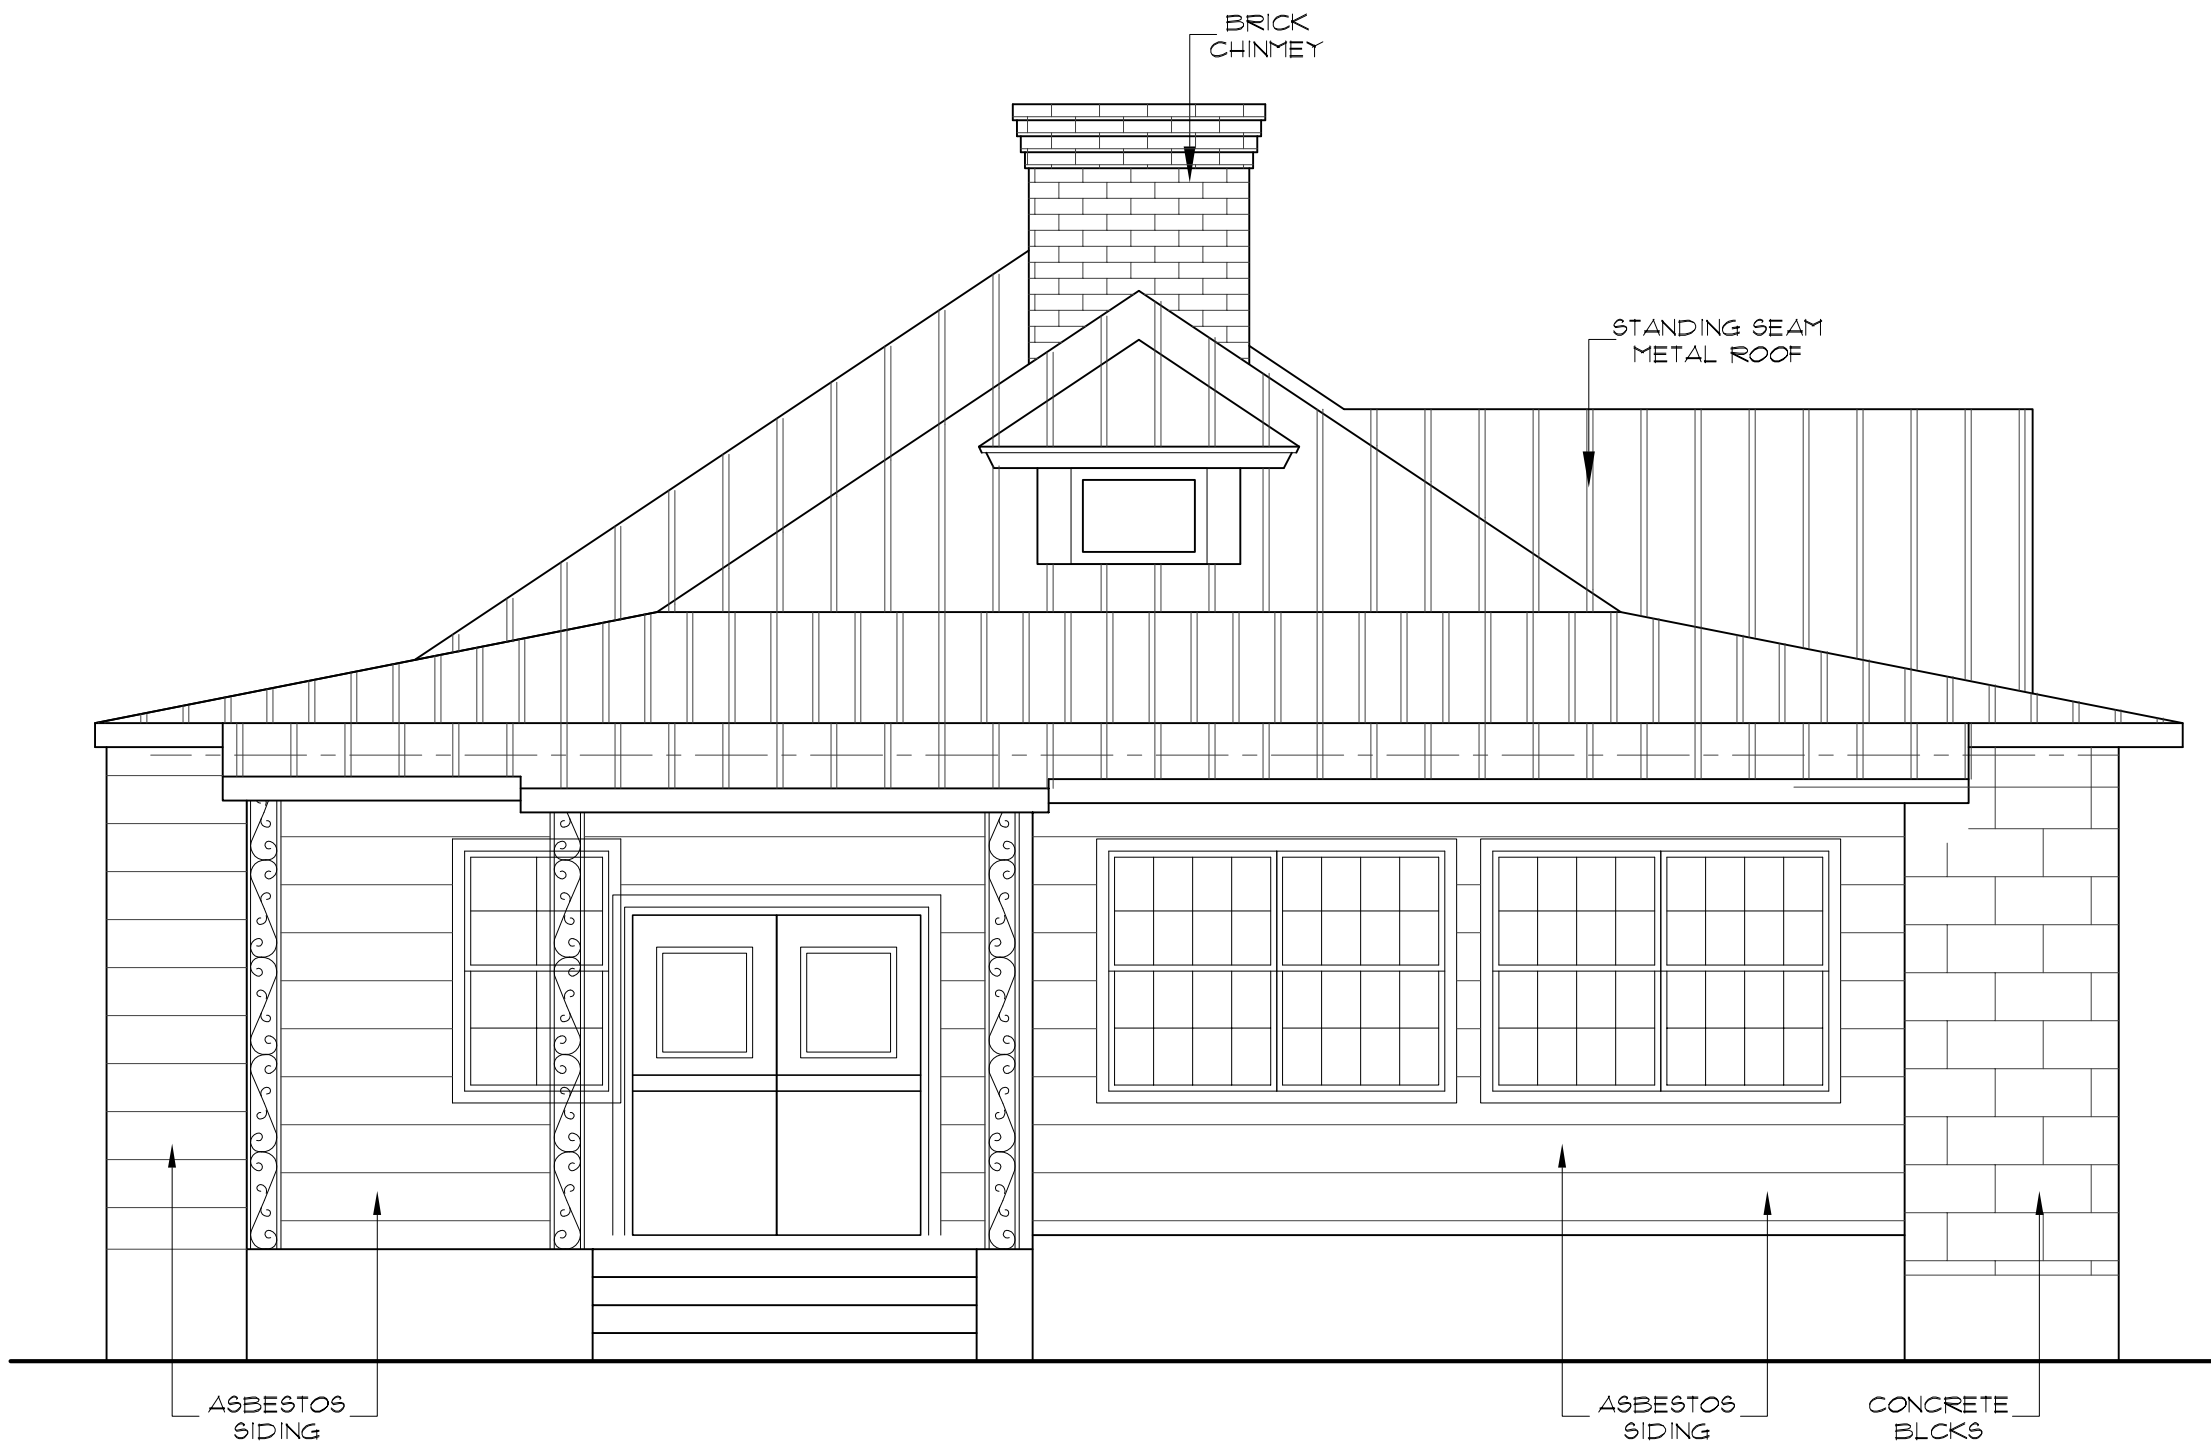 BRICK
CHINMEY
STANDING SEAM
METAL ROOF
ASBESTOS
SIDING
ASBESTOS
SIDING
CONCRETE
BLCKS